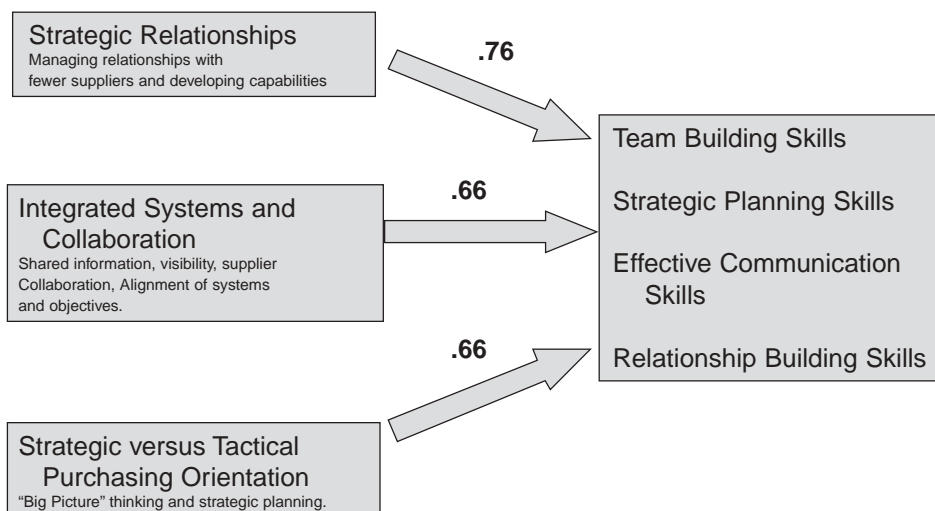 Strategic Relationships
Managing relationships with
fewer suppliers and developing capabilities
.76
Integrated Systems and
Collaboration
Shared information, visibility, supplier
Collaboration, Alignment of systems
and objectives.
.66
Strategic versus Tactical
Purchasing Orientation
“Big Picture” thinking and strategic planning.
.66
Team Building Skills
Strategic Planning Skills
Effective Communication
Skills
Relationship Building Skills